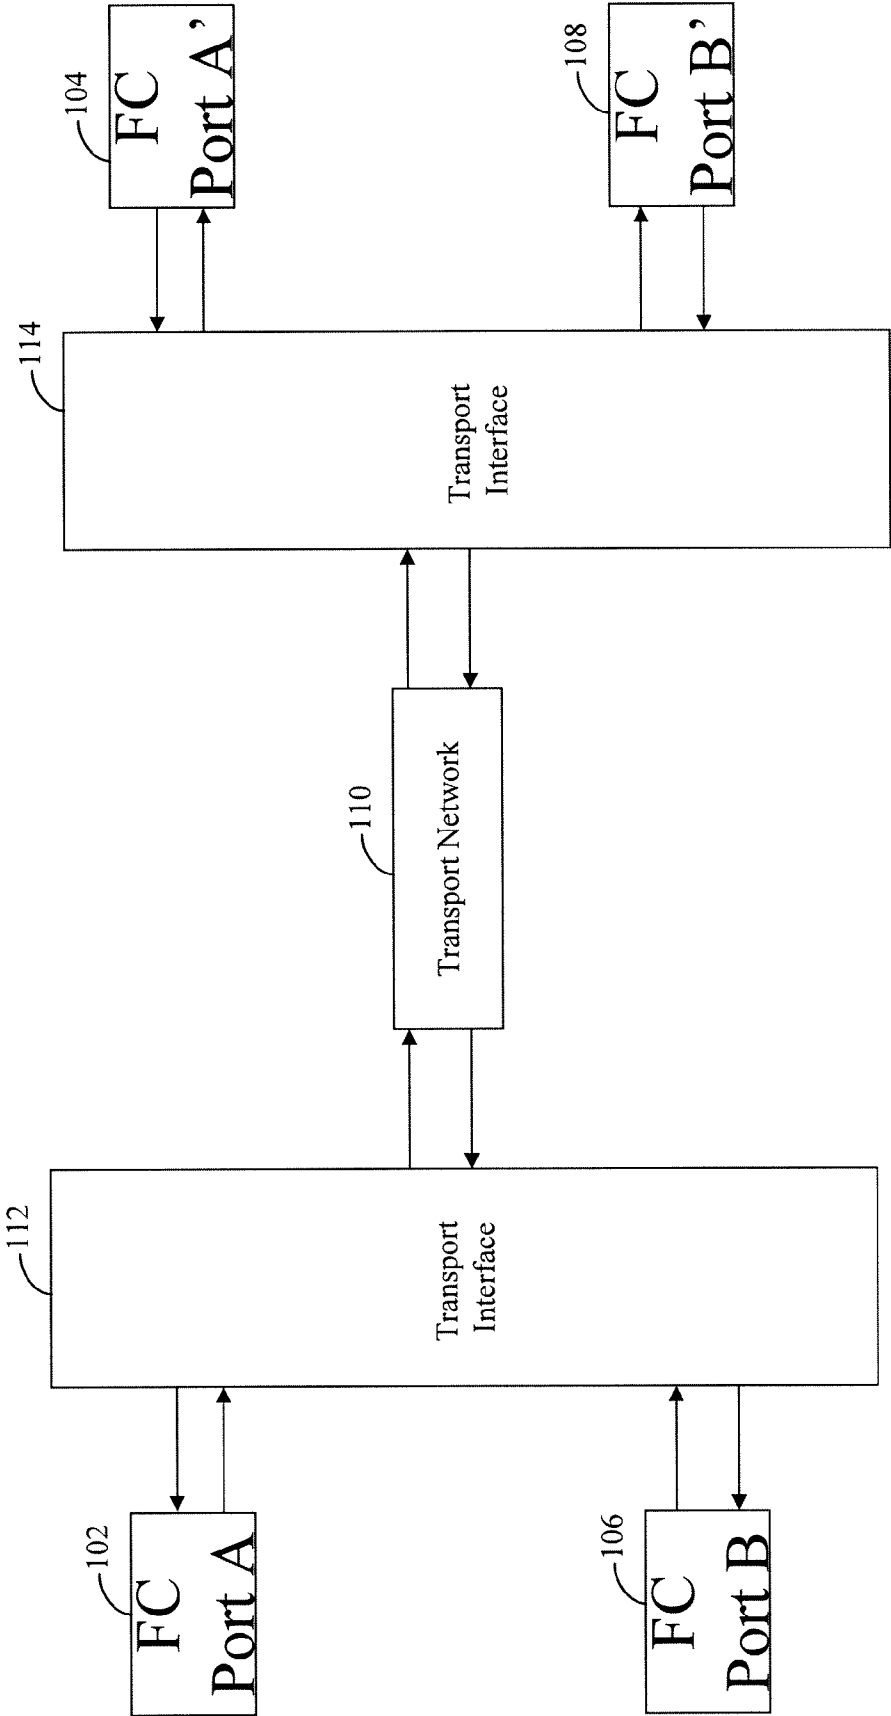 112
114
102
FC
Port A
104
FC
Port A’
110
Transport
Interface
Transport Network
Transport
Interface
106
FC
Port B
108
FC
Port B’